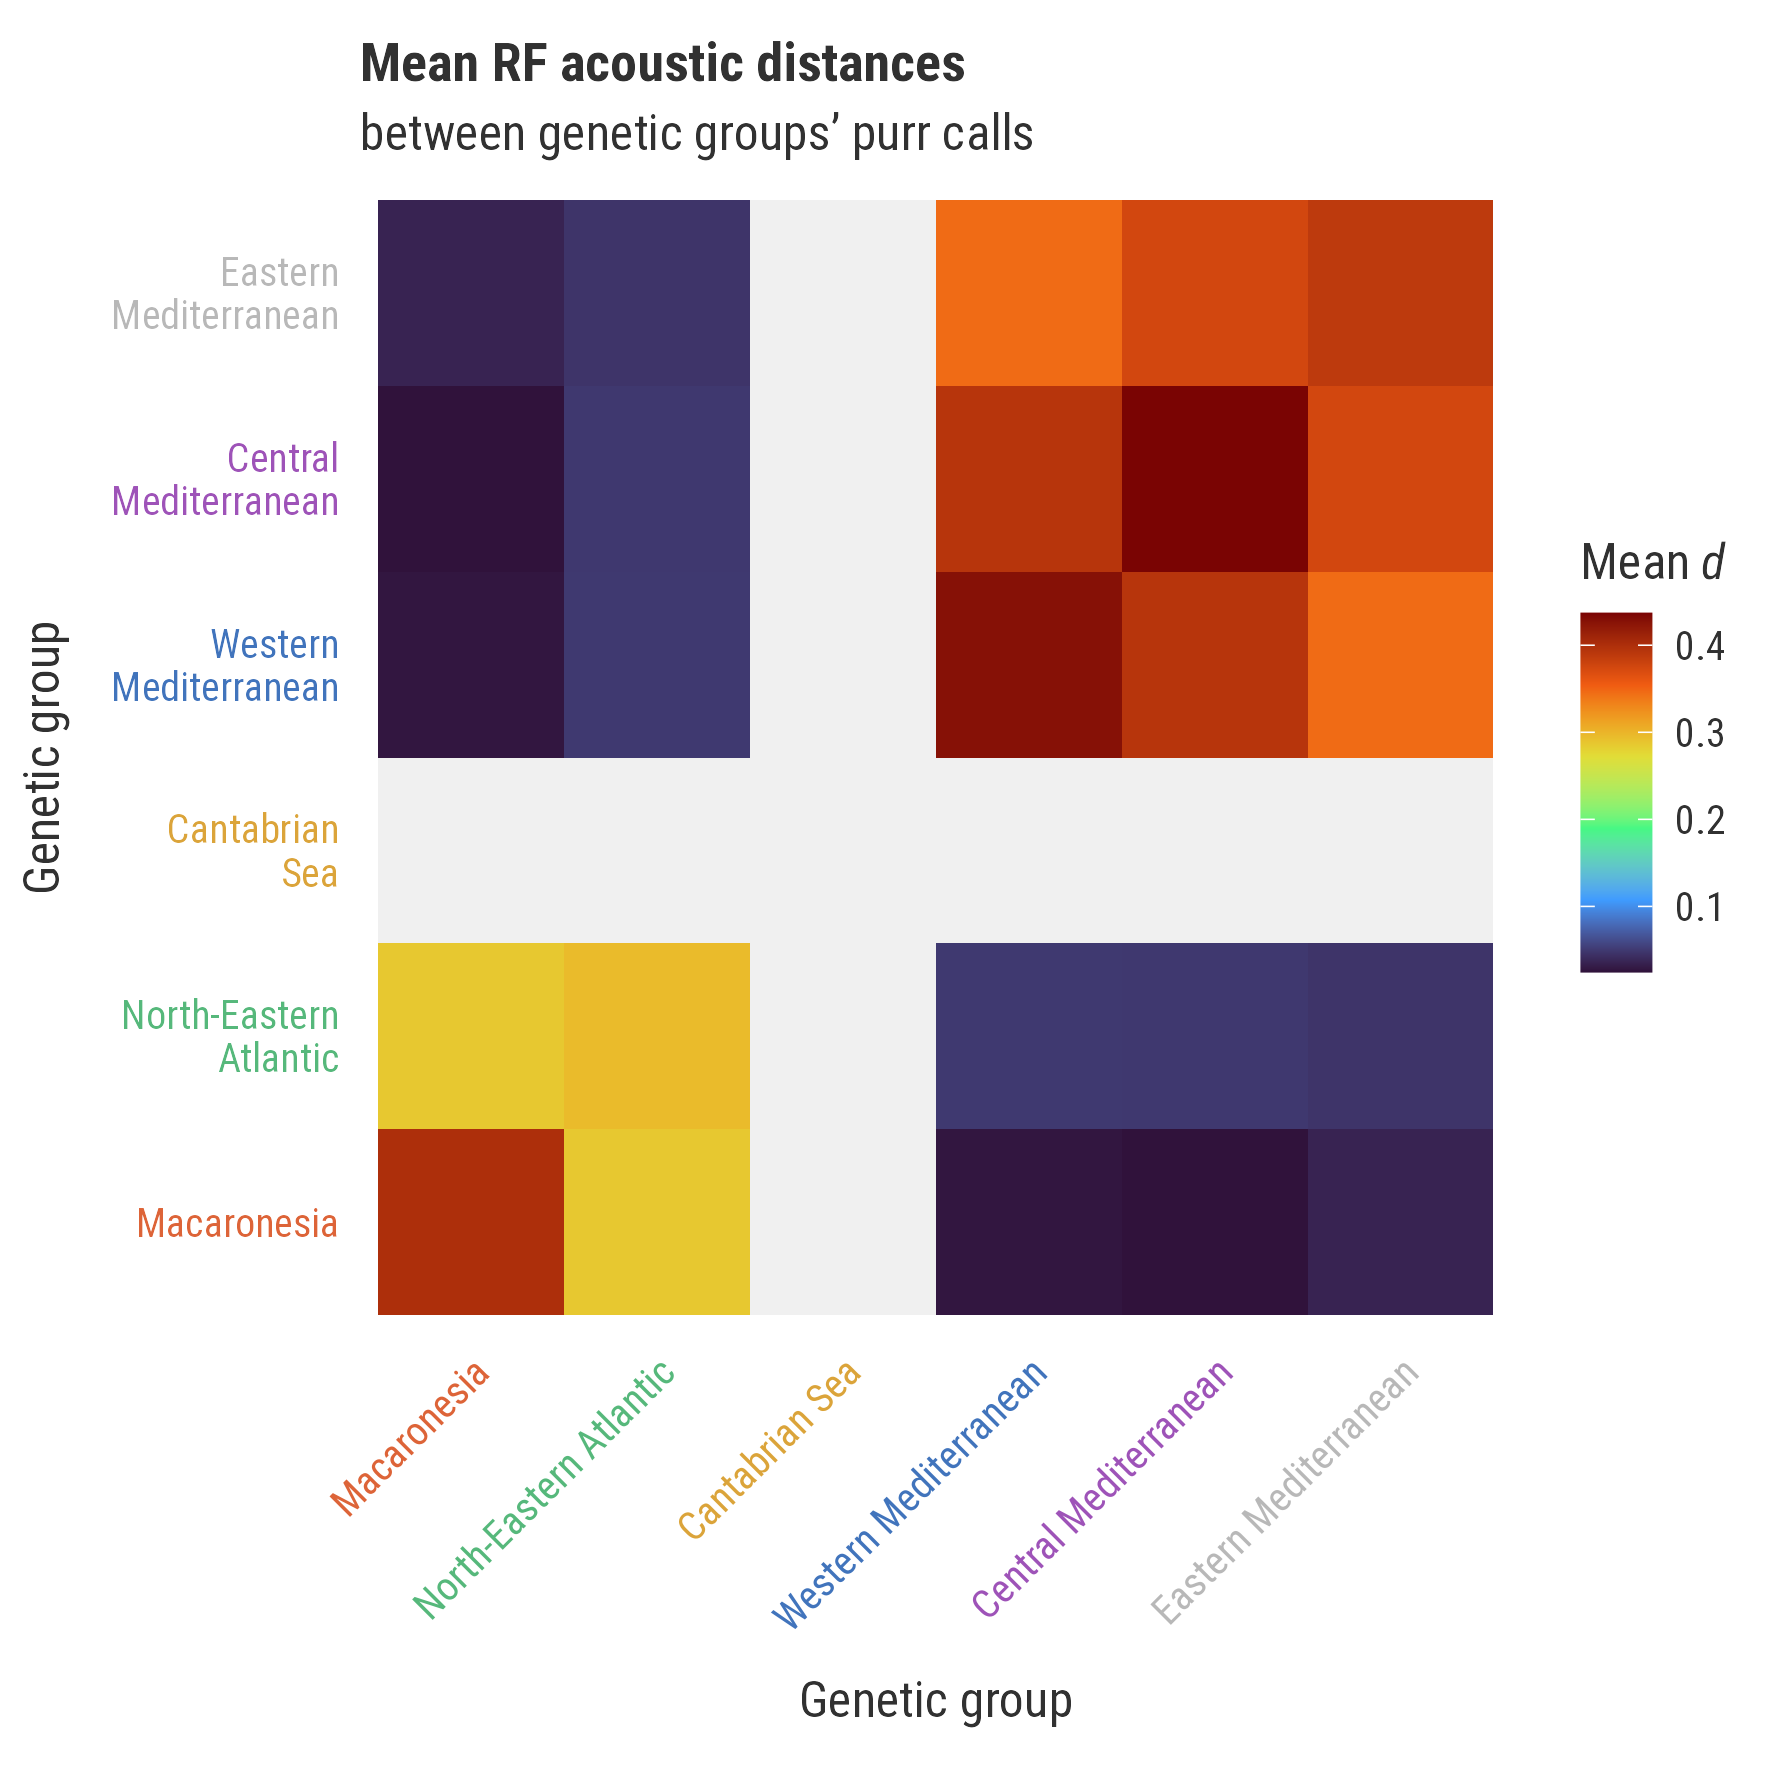 Mean RF acoustic distances
between genetic groups’ purr calls
Genetic group
Eastern
Mediterranean
Central
Mediterranean
Western
Mediterranean
Cantabrian
Sea
North-Eastern
Atlantic
Macaronesia
Mean d
0.4
0.3
0.2
0.1
Macaronesia
North-Eastern Atlantic
Cantabrian Sea
Western Mediterranean
Central Mediterranean
Eastern Mediterranean
Genetic group